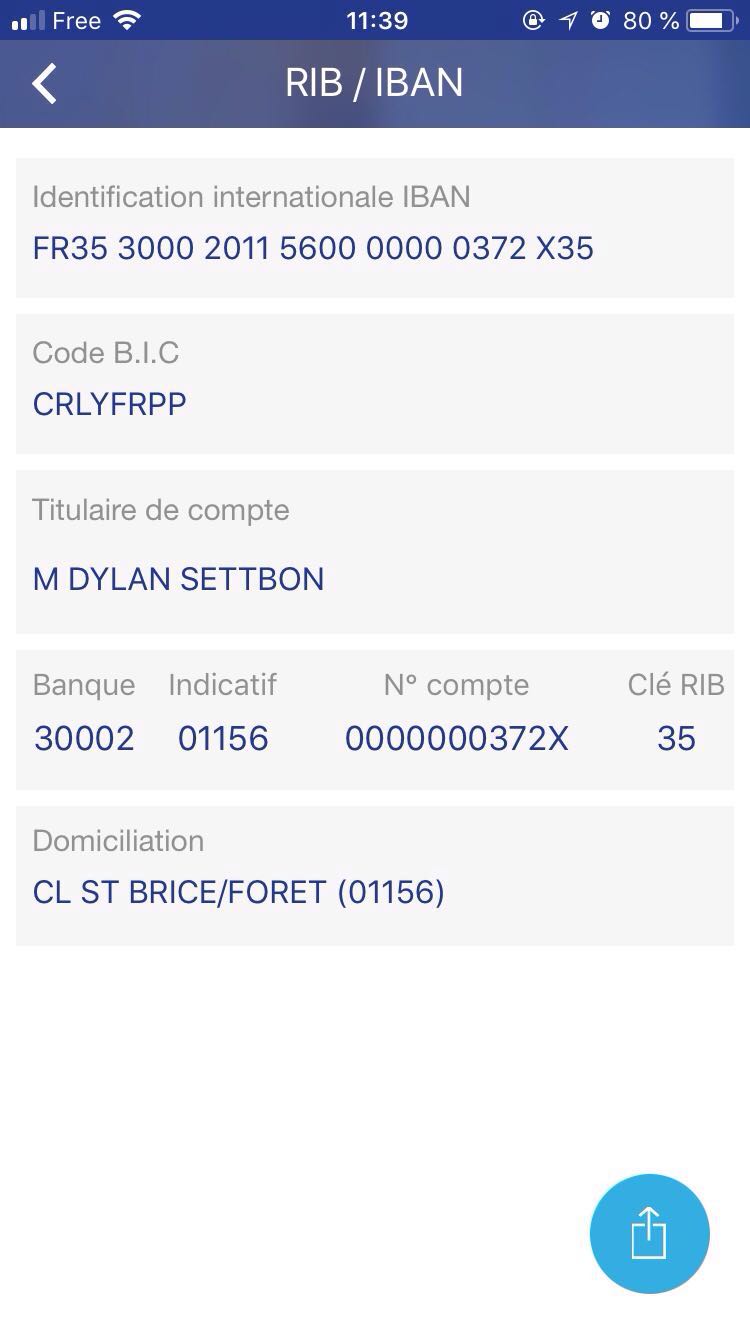 Free 11:39 80 %
RIB / IBAN
Identification internationale IBAN
FR35 3000 2011 5600 0000 0372 X35
Code B.I.C
CRLYFRPP
Titulaire de compte
M DYLAN SETTBON
Banque Indicatif N° compte Clé RIB
30002 01156 0000000372X 35
Domiciliation
CL ST BRICE/FORET (01156)